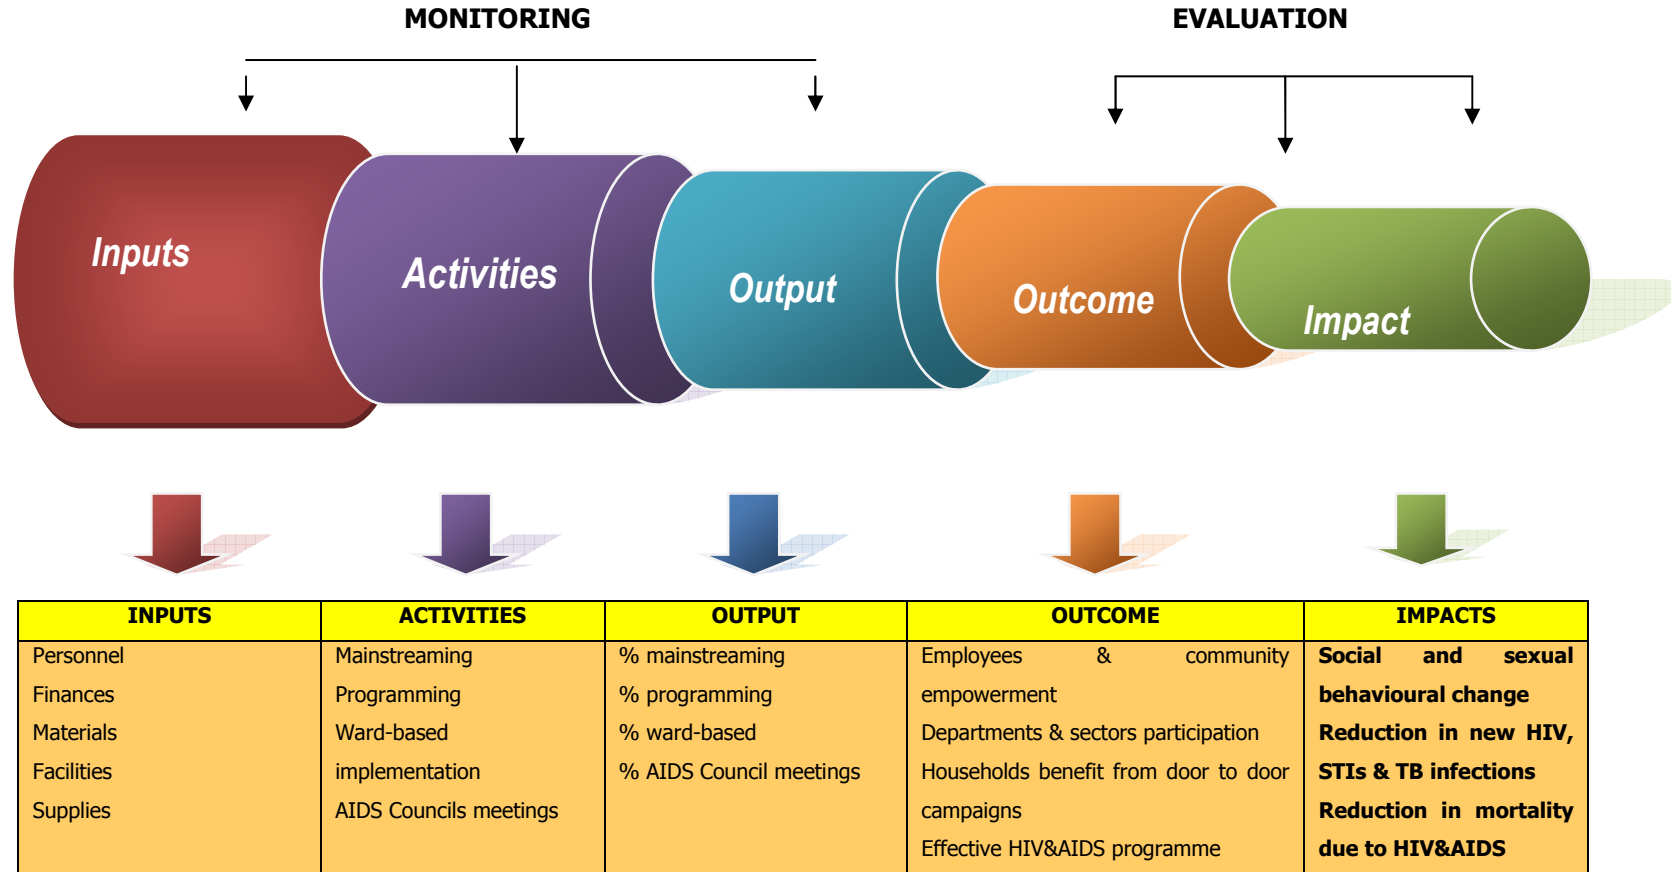 MONITORING
EVALUATION
Inputs
Activities
Output
Outcome
Impact
INPUTS
ACTIVITIES
OUTPUT
OUTCOME
IMPACTS
Personnel
Finances
Materials
Facilities
Supplies
Mainstreaming
Programming
Ward-based
implementation
AIDS Councils meetings
% mainstreaming
% programming
% ward-based
% AIDS Council meetings
Employees & community
empowerment
Departments & sectors participation
Households benefit from door to door
campaigns
Effective HIV&AIDS programme
Social and sexual
behavioural change
Reduction in new HIV,
STIs & TB infections
Reduction in mortality
due to HIV&AIDS